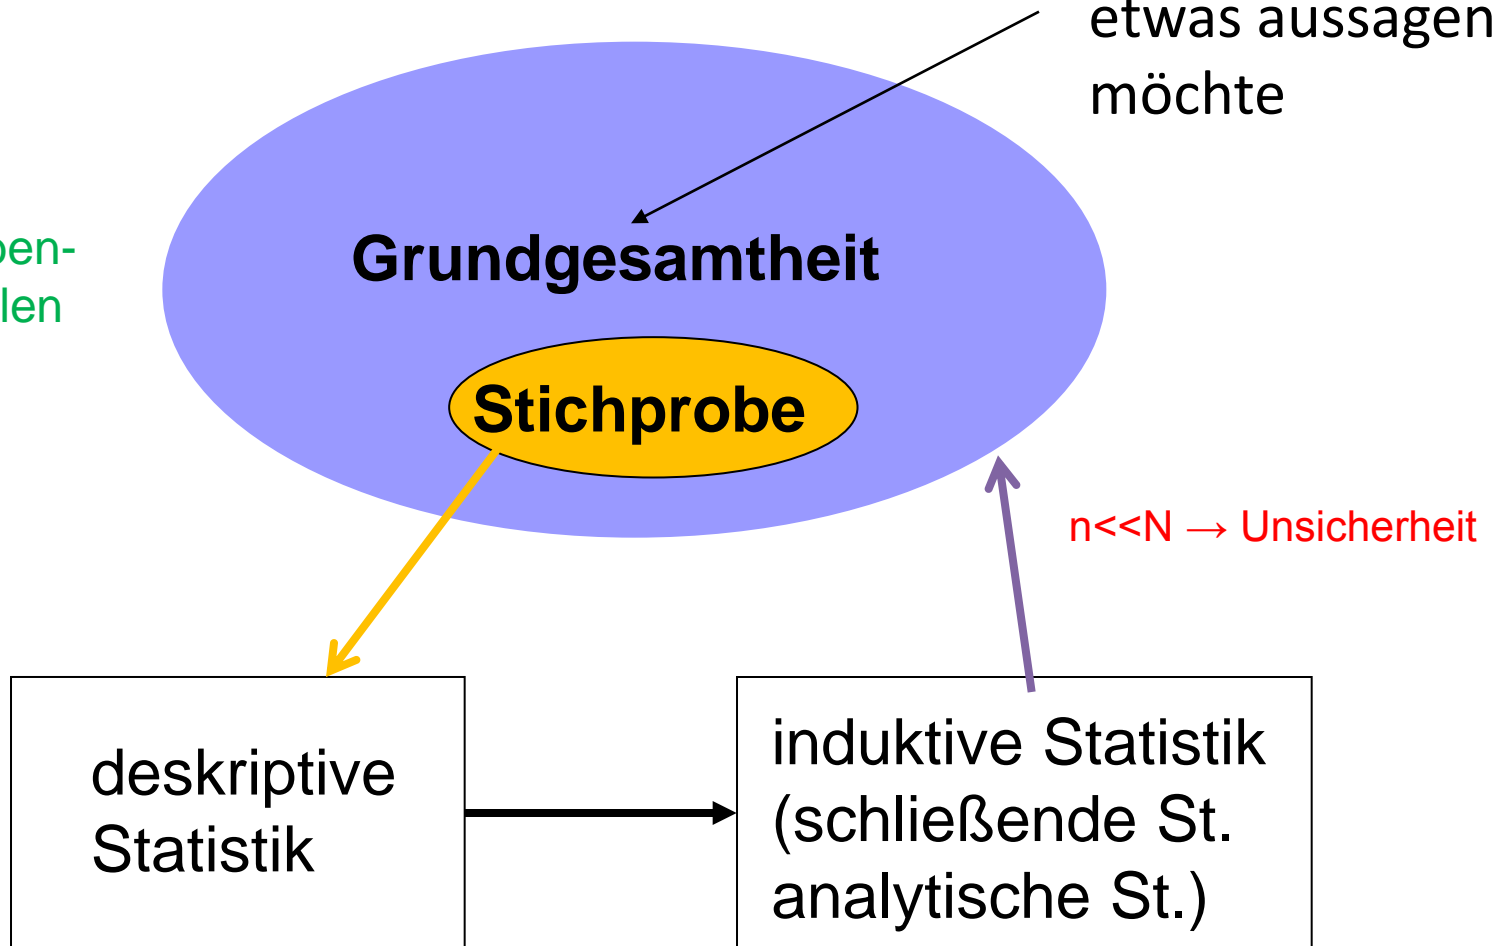 etwas aussagen
möchte
Grundgesamtheit
Stichprobe
n<<N → Unsicherheit
deskriptive
Statistik
induktive Statistik
(schließende St.
analytische St.)